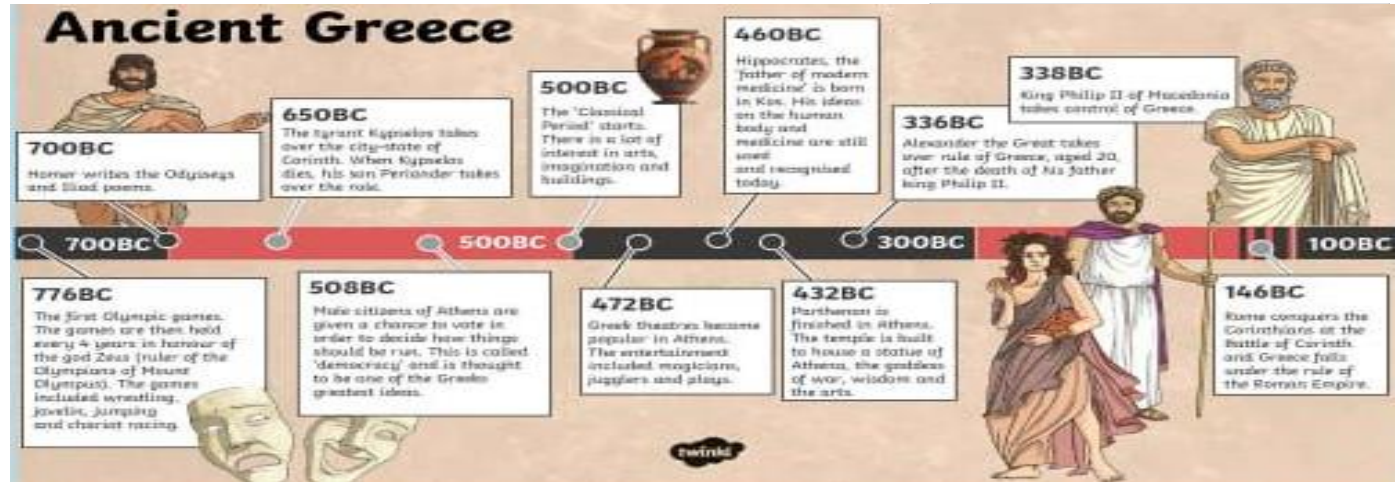 Ancient Greece
700BC
Homer writes the Odysseys
and Iliad poems.
650BC
The tyrant Kypselos takes
over the city-state of
Corinth. When Kypselos
dies, his son Periander takes
over the role.
500BC
The 'Classical
Period' starts.
There is a lot of
interest in arts,
imagination and
buildings.
460BC
Hippocrates, the
'father of modern
medicine' is born
in Kos. His ideas
on the human
body and
medicine are still
used
and recognised
today.
336BC
Alexander the Great takes
over rule of Greece, aged 20,
after the death of his father
king Philip II.
338BC
King Philip II of Macedonia
takes control of Greece.
700BC
500BC
300BC
100BC
776BC
The first Olympic games.
The games are then held
every 4 years in honour of
the god Zeus (ruler of the
Olympians of Mount
Olympus). The games
included wrestling,
javelin, jumping
and chariot racing.
508BC
Male citizens of Athens are
given a chance to vote in
order to decide how things
should be run. This is called
'democracy' and is thought
to be one of the Greeks
greatest ideas.
472BC
Greek theatres become
popular in Athens.
The entertainment
included magicians,
jugglers and plays.
432BC
Parthenon is
finished in Athens.
The temple is built
to house a statue of
Athena, the goddess
of war, wisdom and
the arts.
146BC
Rome conquers the
Corinthians at the
Battle of Corinth
and Greece falls
under the rule of
the Roman Empire.
twinkl